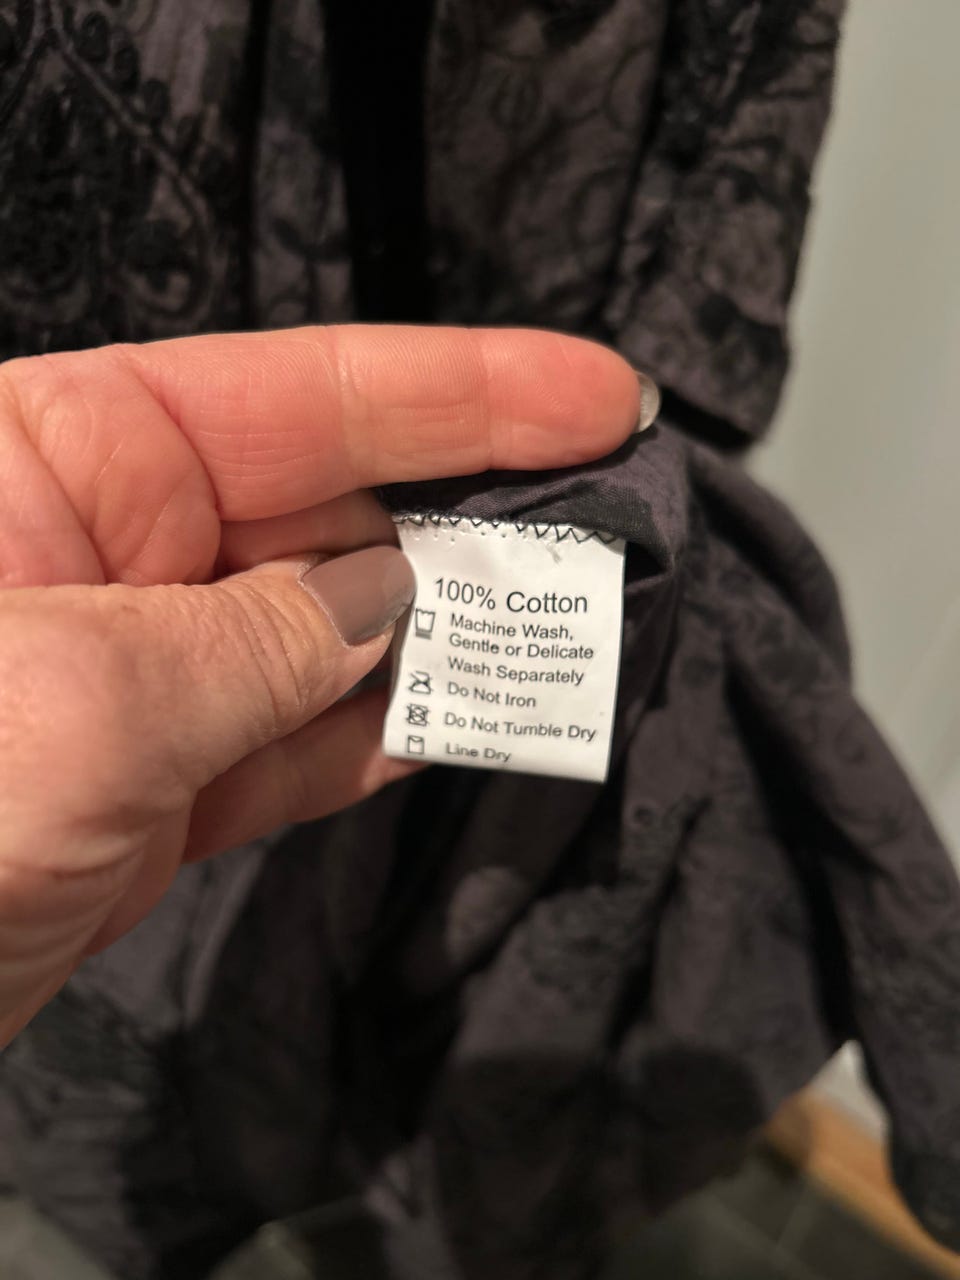 100% Cotton
Machine Wash,
Gentle or Delicate
Wash Separately
Do Not Iron
Do Not Tumble Dry
Line Dry